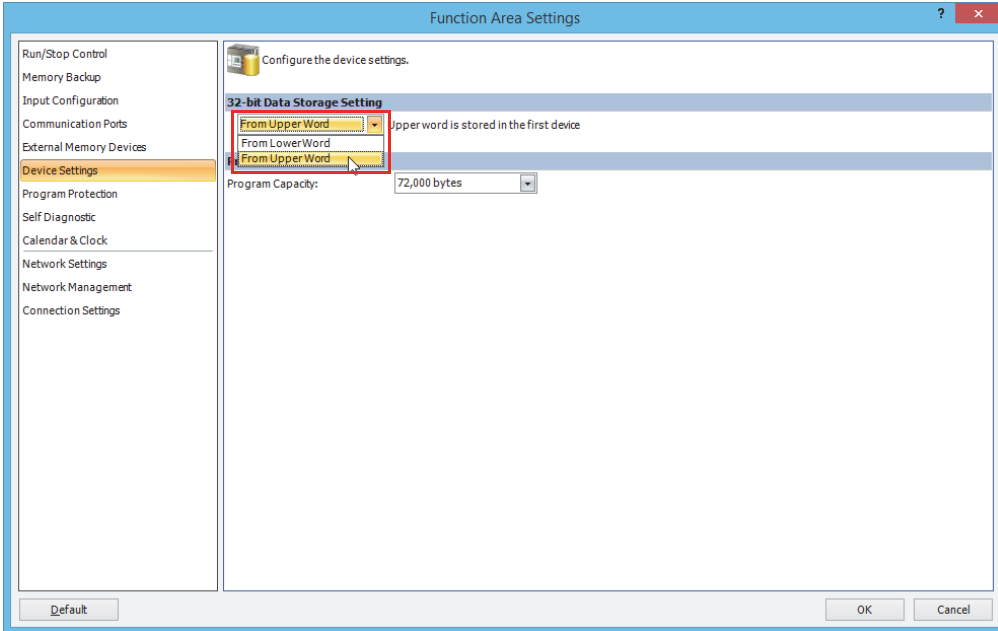 Function Area Settings
?
Run/Stop Control
Memory Backup
Input Configuration
Communication Ports
External Memory Devices
Device Settings
Program Protection
Self Diagnostic
Calendar & Clock
Network Settings
Network Management
Connection Settings
Configure the device settings.
32-bit Data Storage Setting
From Upper Word
Upper word is stored in the first device
From Lower Word
From Upper Word
Program Capacity:
72,000 bytes
Default
OK
Cancel